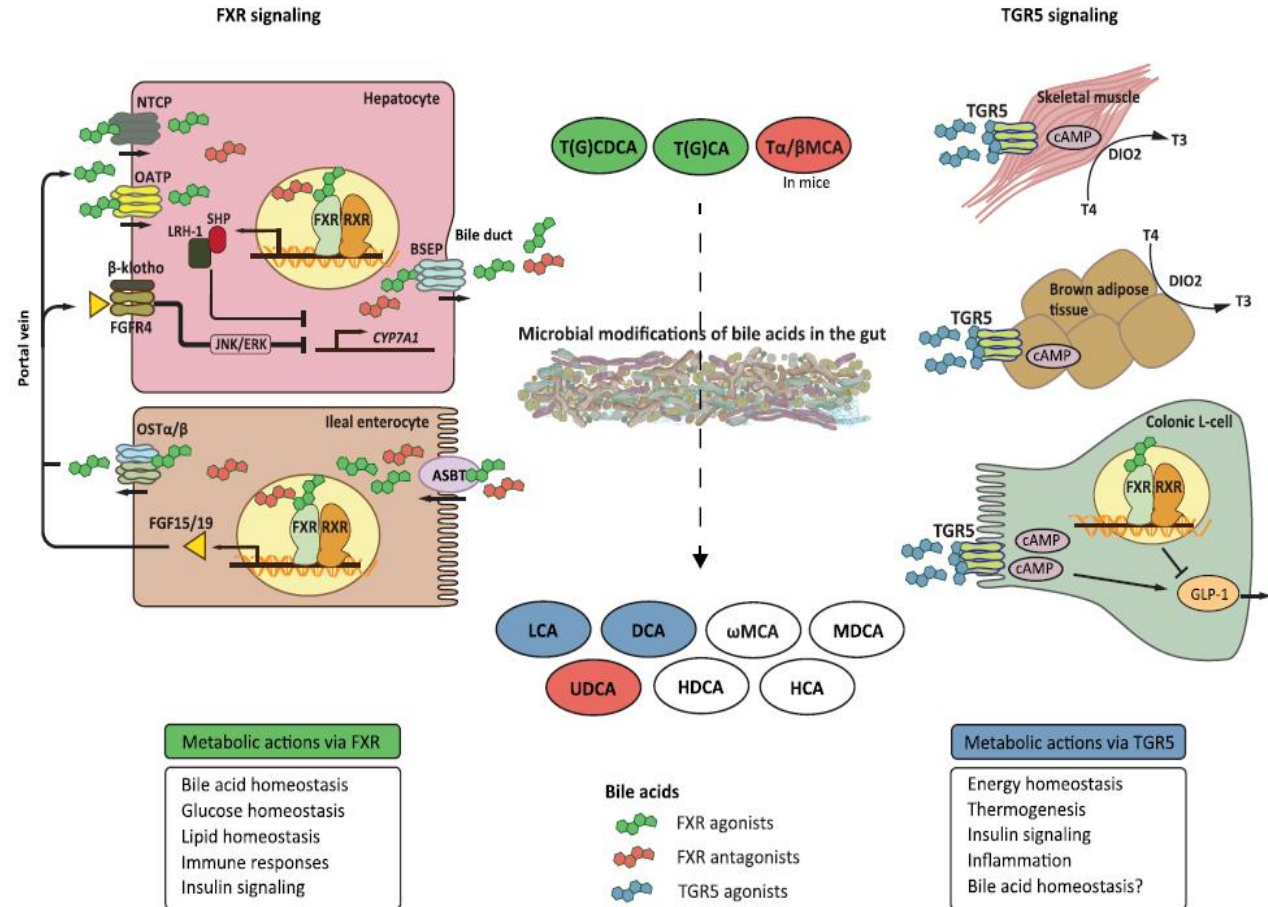 FXR signaling
TGR5 signaling
Hepatocyte
NTCP
OATP
SHP
LRH-1
FXR RXR
β-klotho
FGFR4
JNK/ERK
CYP7A1
BSEP
Bile duct
Portal vein
Ileal enterocyte
OSTα/β
ASBT
FGF15/19
FXR RXR
T(G)CDCA
T(G)CA
Tα/βMCA
In mice
Microbial modifications of bile acids in the gut
LCA
DCA
ωMCA
MDCA
UDCA
HDCA
HCA
TGR5
Skeletal muscle
cAMP
DIO2
T3
T4
T4
DIO2
T3
Brown adipose
tissue
TGR5
cAMP
Colonic L-cell
FXR RXR
TGR5
cAMP
cAMP
GLP-1
Metabolic actions via FXR
Bile acid homeostasis
Glucose homeostasis
Lipid homeostasis
Immune responses
Insulin signaling
Bile acids
FXR agonists
FXR antagonists
TGR5 agonists
Metabolic actions via TGR5
Energy homeostasis
Thermogenesis
Insulin signaling
Inflammation
Bile acid homeostasis?